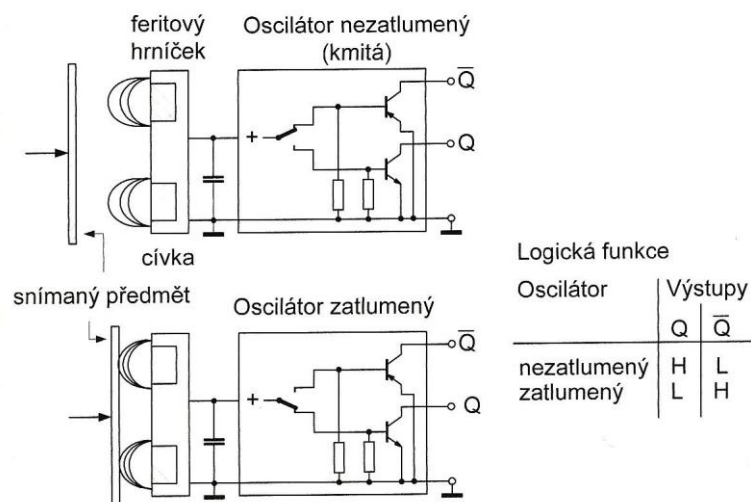 feritový
hrníček
Oscilátor nezatlumený
(kmitá)
Q̅
+
Q
cívka
snímaný předmět
Oscilátor zatlumený
Q̅
+
Q
Logická funkce
Oscilátor Výstupy
Q Q̅
nezatlumený H L
zatlumený L H